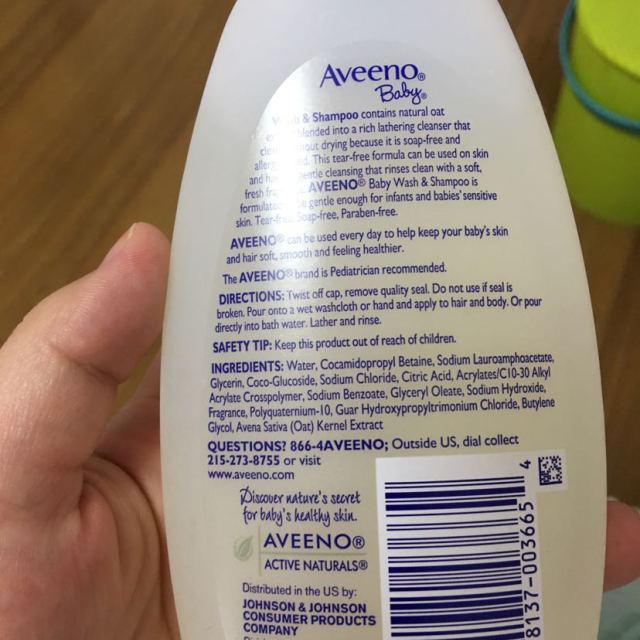 Aveeno®
Baby®
& Shampoo contains natural oat
blended into a rich lathering cleanser that
out drying because it is soap-free and
This tear-free formula can be used on skin
and gentle cleansing that rinses clean with a soft,
fresh AVEENO® Baby Wash & Shampoo is
gentle enough for infants and babies' sensitive
skin. Tear-free, Soap-free, Paraben-free.
AVEENO® can be used every day to help keep your baby's skin
and hair soft, smooth and feeling healthier.
The AVEENO® brand is Pediatrician recommended.
DIRECTIONS: Twist off cap, remove quality seal. Do not use if seal is
broken. Pour onto a wet washcloth or hand and apply to hair and body. Or pour
directly into bath water. Lather and rinse.
SAFETY TIP: Keep this product out of reach of children.
INGREDIENTS: Water, Cocamidopropyl Betaine, Sodium Lauroamphoacetate,
Glycerin, Coco-Glucoside, Sodium Chloride, Citric Acid, Acrylates/C10-30 Alkyl
Acrylate Crosspolymer, Sodium Benzoate, Glyceryl Oleate, Sodium Hydroxide,
Fragrance, Polyquaternium-10, Guar Hydroxypropyltrimonium Chloride, Butylene
Glycol, Avena Sativa (Oat) Kernel Extract
QUESTIONS? 866-4AVEENO; Outside US, dial collect
215-273-8755 or visit
www.aveeno.com
Discover nature's secret
for baby's healthy skin.
AVEENO®
ACTIVE NATURALS®
Distributed in the US by:
JOHNSON & JOHNSON
CONSUMER PRODUCTS
COMPANY
8137-003665 4